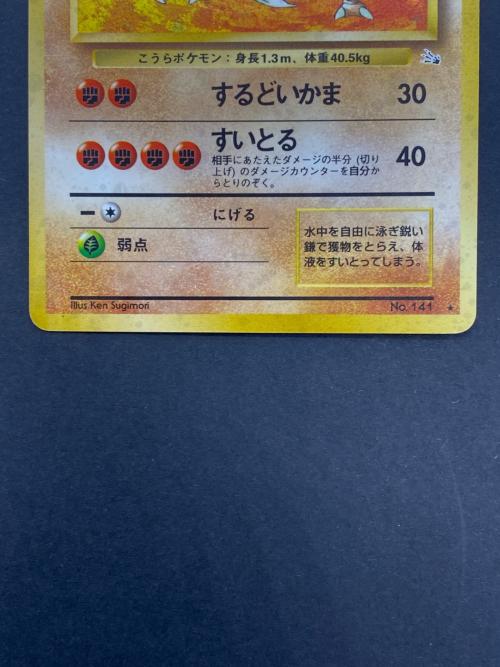 こうらポケモン：身長1.3m、体重40.5kg
するどいかま 30
すいとる 40
相手にあたえたダメージの半分 (切り
上げ) のダメージカウンターを自分か
らとりのぞく。
にげる
弱点
水中を自由に泳ぎ鋭い
鎌で獲物をとらえ、体
液をすいとってしまう。
Illus. Ken Sugimori
No. 141 ★